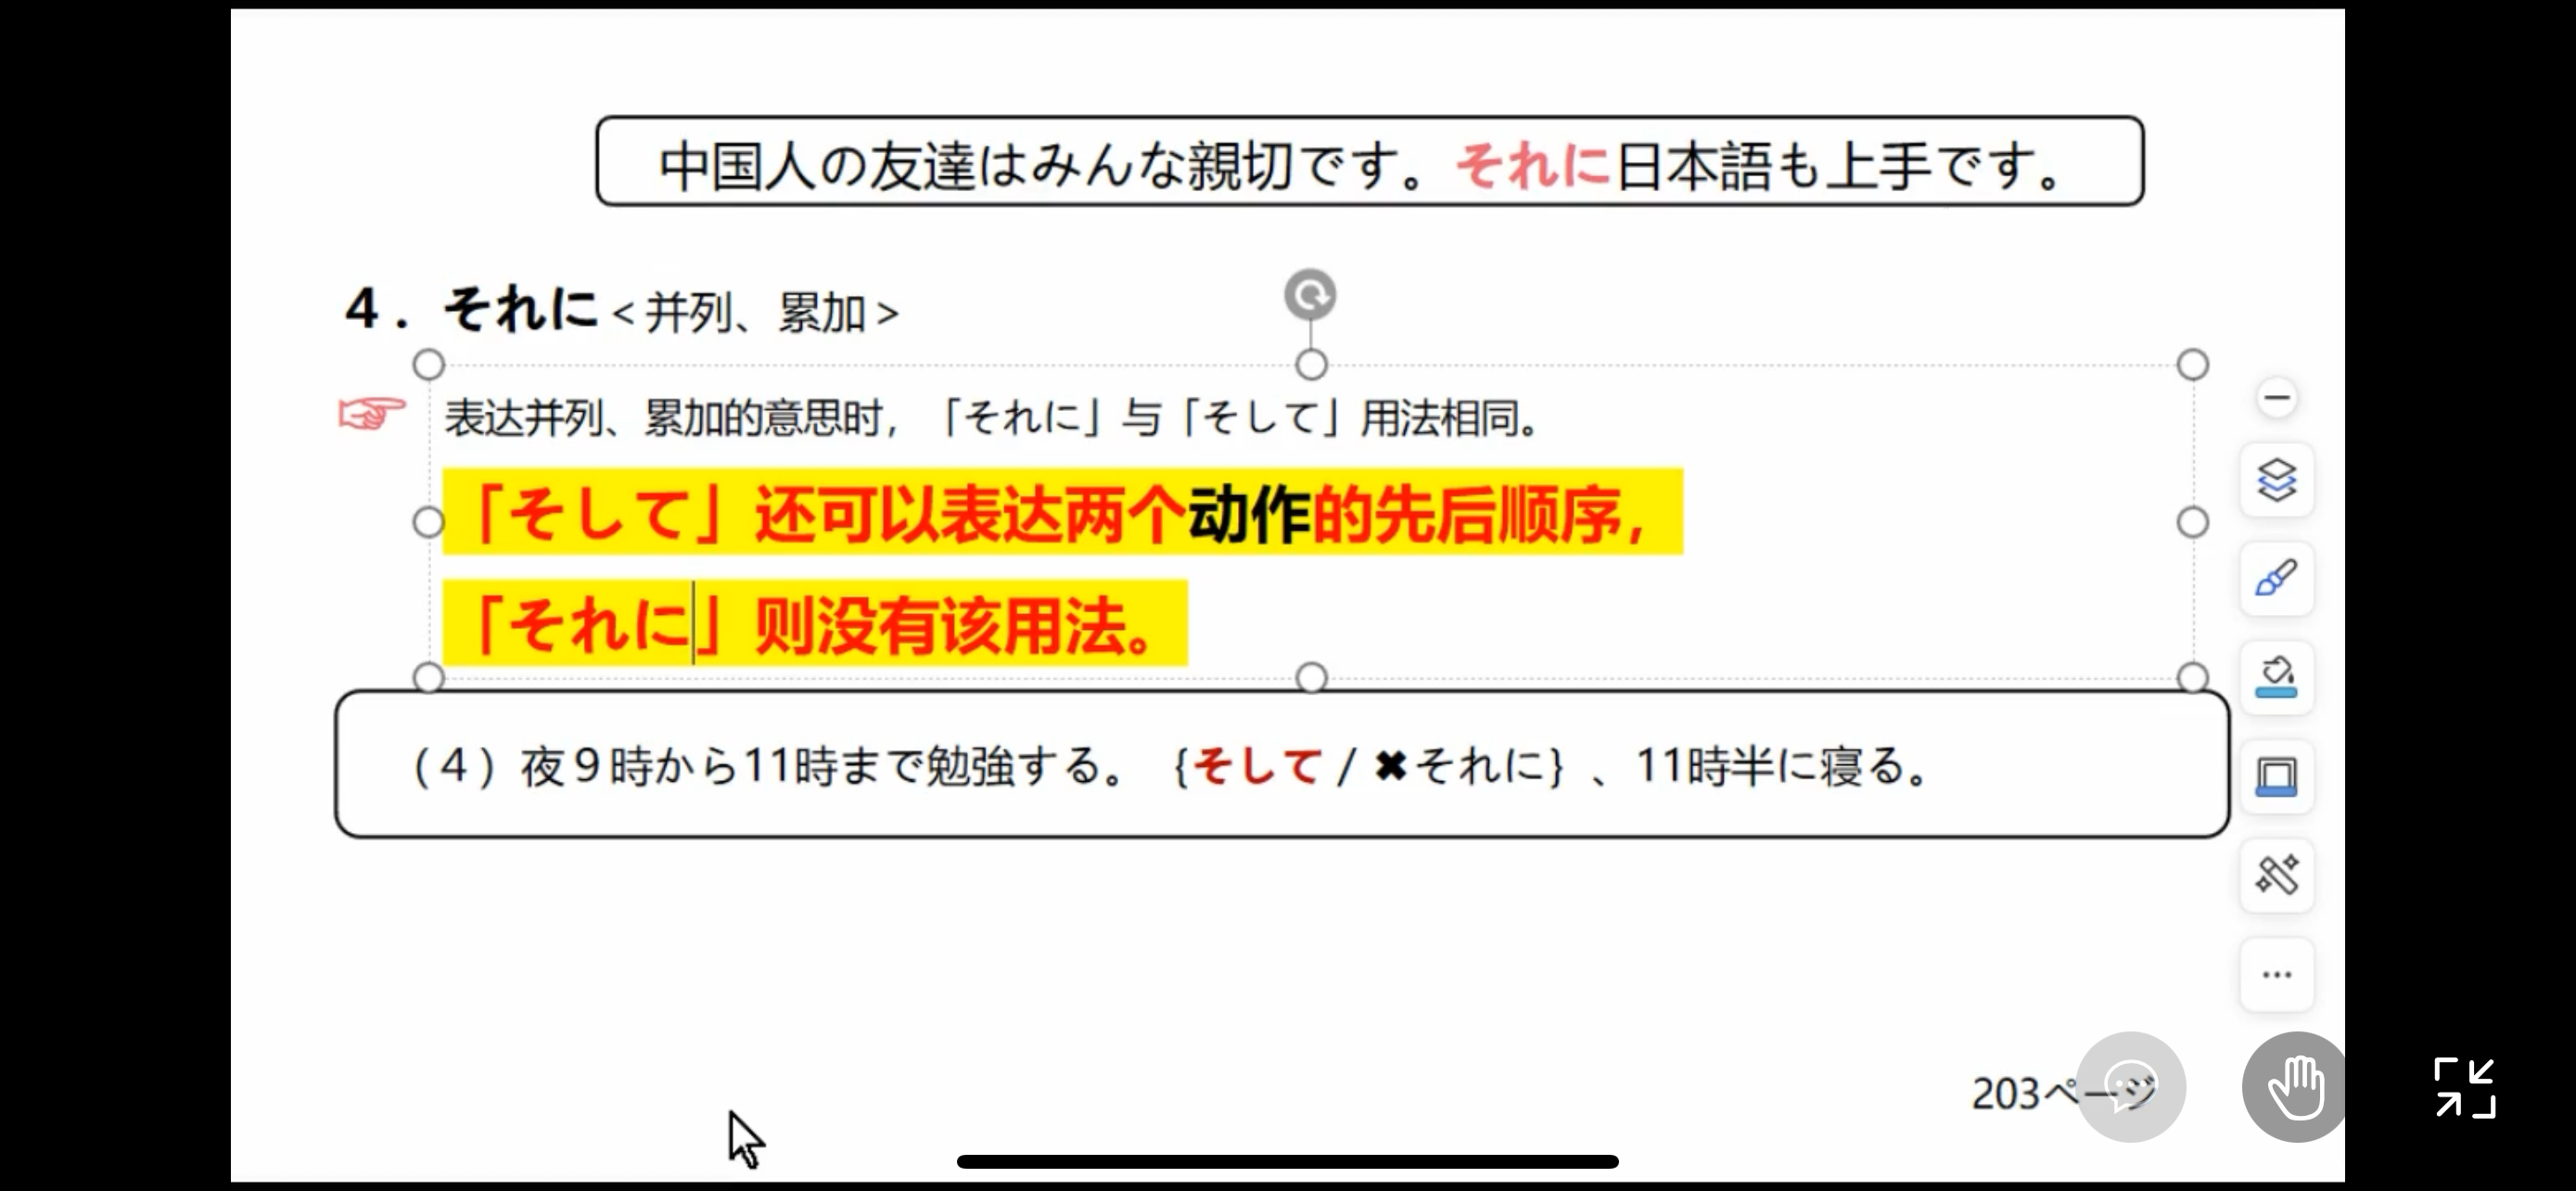 中国人の友達はみんな親切です。それに日本語も上手です。
4．それに＜并列、累加＞
表达并列、累加的意思时，「それに」与「そして」用法相同。
「そして」还可以表达两个动作的先后顺序，
「それに」则没有该用法。
（4）夜９時から11時まで勉強する。｛そして / ✖それに｝、11時半に寝る。
203ページ